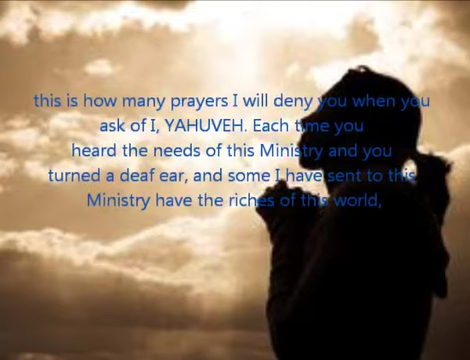 this is how many prayers I will deny you when you
ask of I, YAHUVEH. Each time you
heard the needs of this Ministry and you
turned a deaf ear, and some I have sent to this
Ministry have the riches of this world,